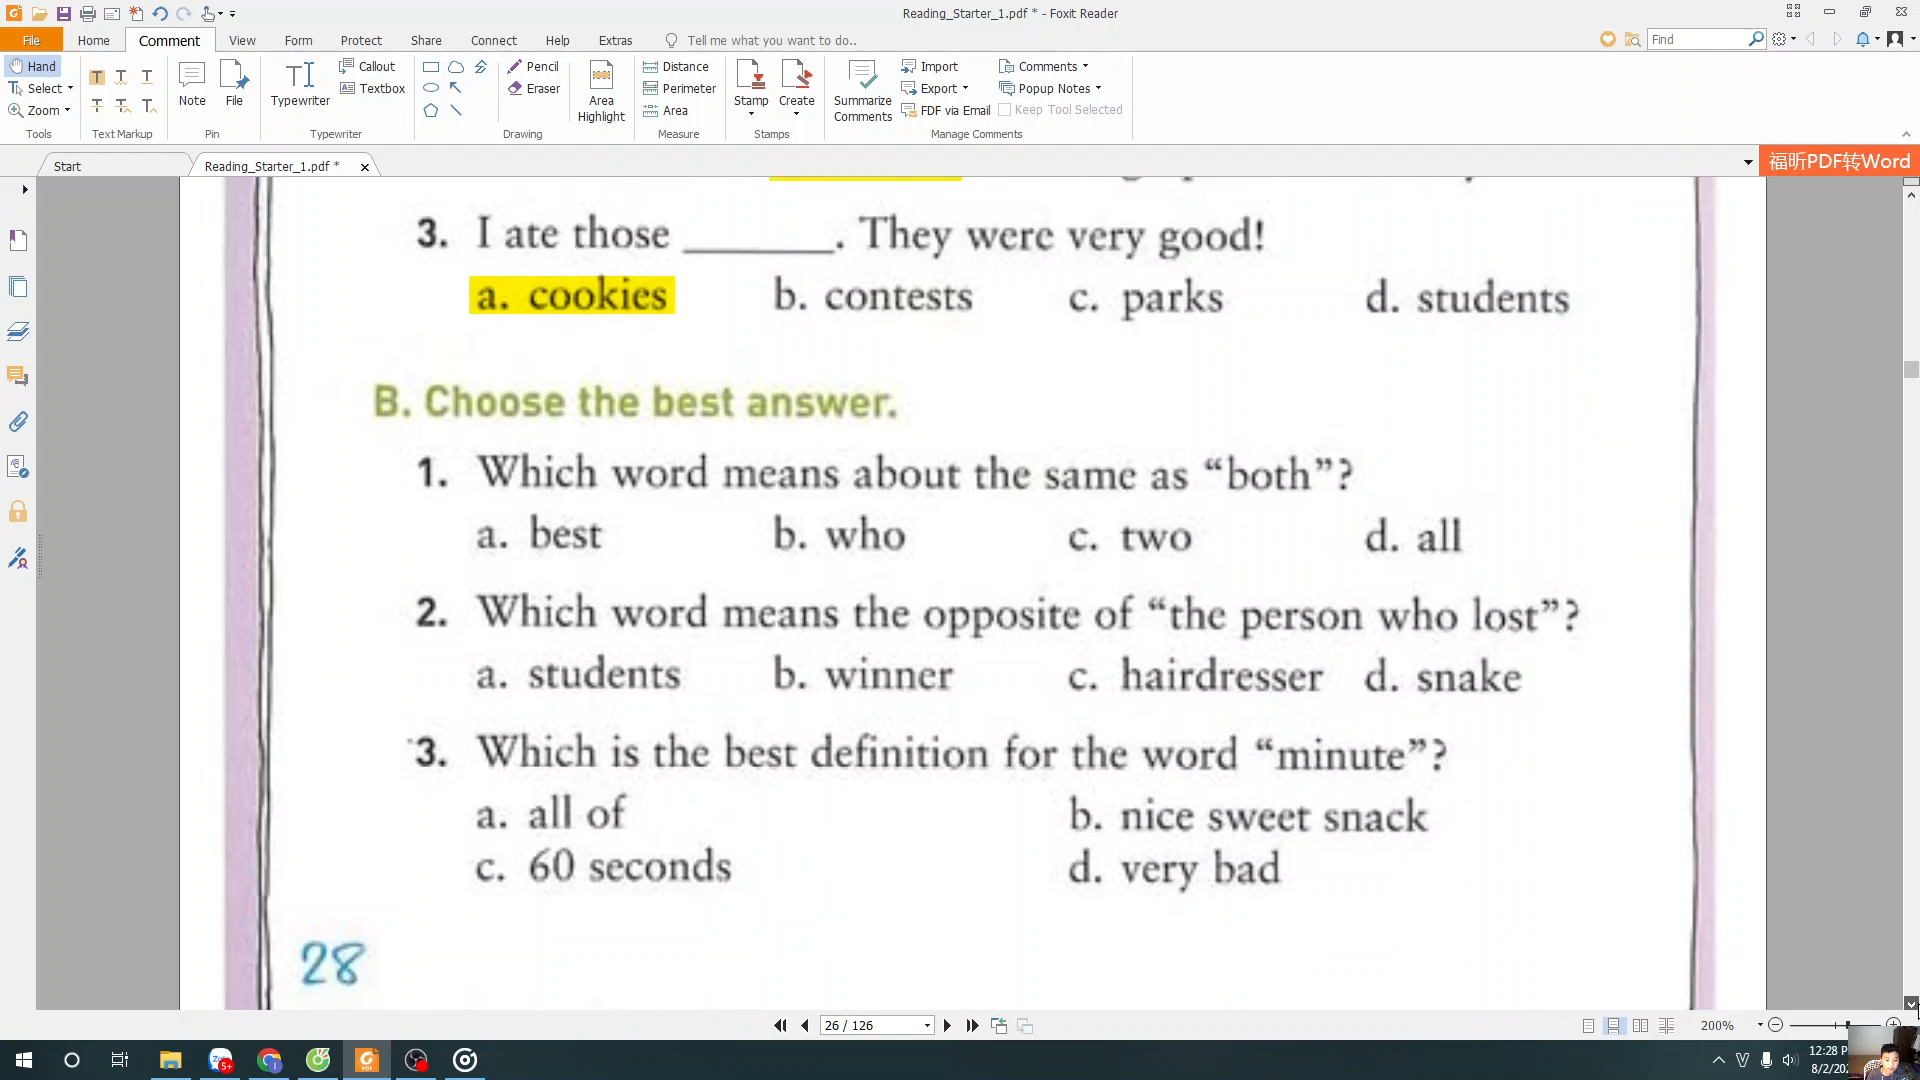 Reading_Starter_1.pdf * - Foxit Reader
File Home Comment View Form Protect Share Connect Help Extras Tell me what you want to do.. Find
Hand
Select
Zoom
Tools
Text Markup
Note
File
Pin
Typewriter
Callout
Textbox
Typewriter
Pencil
Eraser
Drawing
Area
Highlight
Distance
Perimeter
Area
Measure
Stamp
Create
Stamps
Summarize
Comments
Import
Export
FDF via Email
Comments
Popup Notes
Keep Tool Selected
Manage Comments
Start
Reading_Starter_1.pdf *
福昕PDF转Word
3. I ate those ________. They were very good!
a. cookies b. contests c. parks d. students
B. Choose the best answer.
1. Which word means about the same as “both”?
a. best b. who c. two d. all
2. Which word means the opposite of “the person who lost”?
a. students b. winner c. hairdresser d. snake
3. Which is the best definition for the word “minute”?
a. all of b. nice sweet snack
c. 60 seconds d. very bad
28
26 / 126
200%
5+
12:28